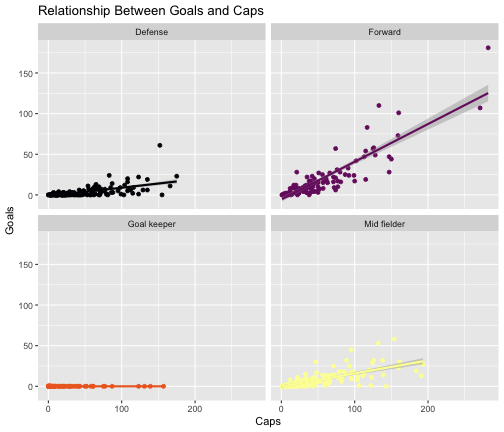 Relationship Between Goals and Caps
Defense
Forward
150
100
50
0
Goal keeper
Mid fielder
150
100
50
0
0
100
200
0
100
200
Goals
Caps